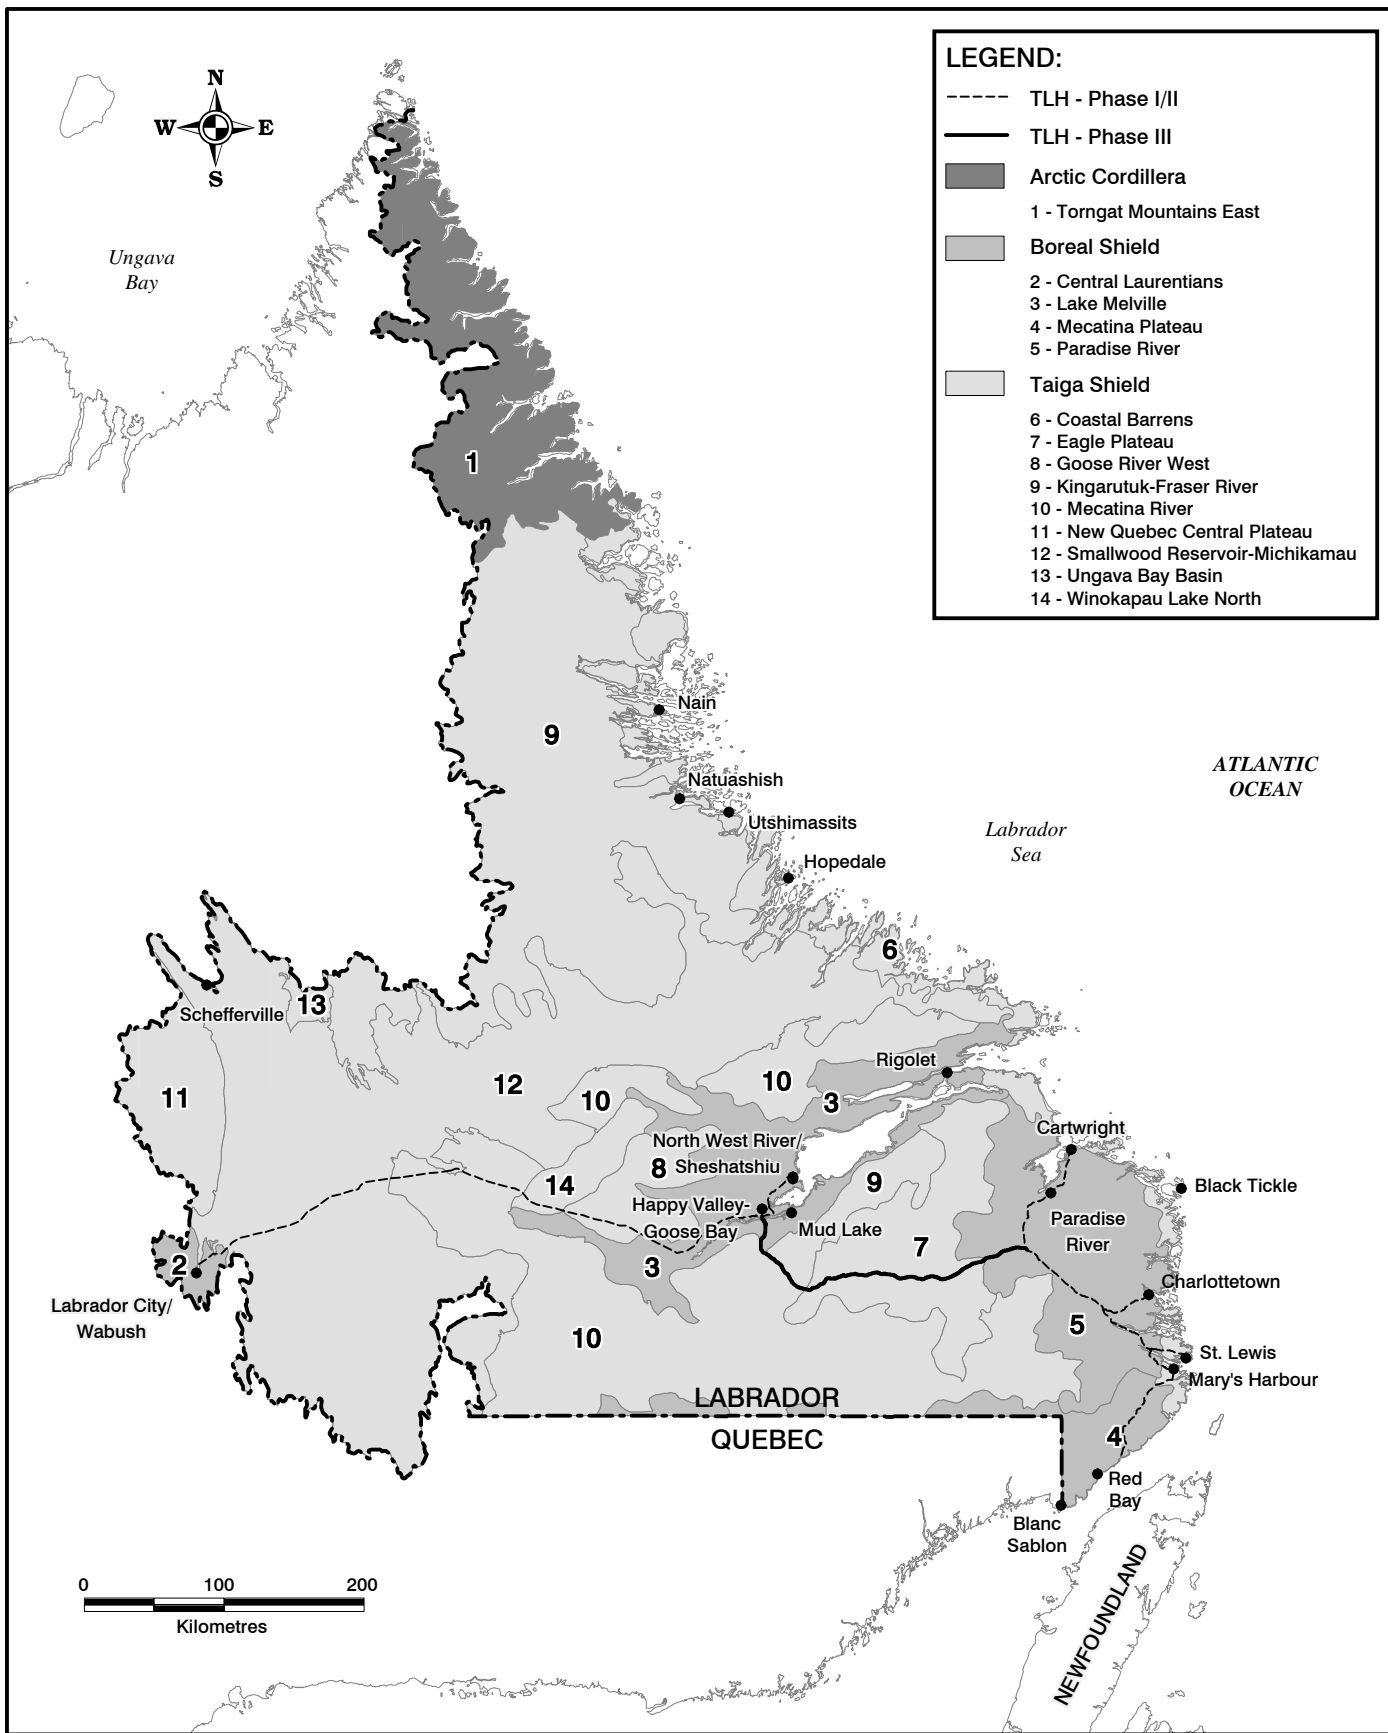 LEGEND:
TLH - Phase I/II
TLH - Phase III
Arctic Cordillera
1 - Torngat Mountains East
Boreal Shield
2 - Central Laurentians
3 - Lake Melville
4 - Mecatina Plateau
5 - Paradise River
Taiga Shield
6 - Coastal Barrens
7 - Eagle Plateau
8 - Goose River West
9 - Kingarutuk-Fraser River
10 - Mecatina River
11 - New Quebec Central Plateau
12 - Smallwood Reservoir-Michikamau
13 - Ungava Bay Basin
14 - Winokapau Lake North
N
W E
S
Ungava
Bay
1
9
Nain
Natuashish
Utshimassits
Hopedale
ATLANTIC
OCEAN
Labrador
Sea
6
13
Schefferville
11
12
10
10
3
Rigolet
North West River/
Sheshatshiu
8
14
9
Cartwright
Black Tickle
Happy Valley-
Goose Bay
Mud Lake
Paradise
River
7
2
3
Labrador City/
Wabush
Charlottetown
10
5
St. Lewis
Mary's Harbour
LABRADOR
QUEBEC
4
Red
Bay
Blanc
Sablon
NEWFOUNDLAND
0 100 200
Kilometres